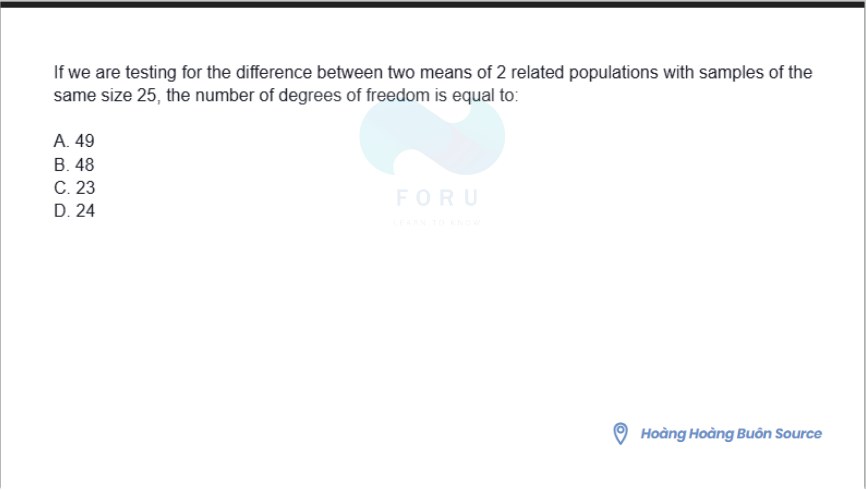 If we are testing for the difference between two means of 2 related populations with samples of the
same size 25, the number of degrees of freedom is equal to:
A. 49
B. 48
C. 23
D. 24
FORU
Hoàng Hoàng Buôn Source